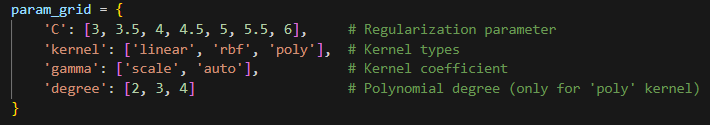 param_grid = {
    'C': [3, 3.5, 4, 4.5, 5, 5.5, 6],      # Regularization parameter
    'kernel': ['linear', 'rbf', 'poly'],  # Kernel types
    'gamma': ['scale', 'auto'],           # Kernel coefficient
    'degree': [2, 3, 4]                   # Polynomial degree (only for 'poly' kernel)
}